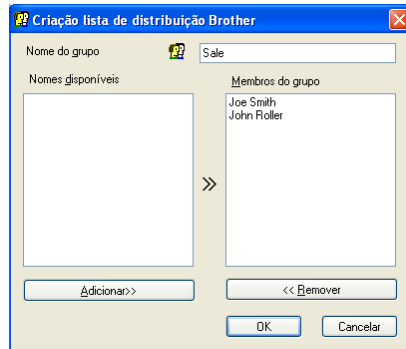 Criação lista de distribuição Brother
Nome do grupo
Sale
Nomes disponíveis
Membros do grupo
Joe Smith
John Roller
Adicionar>>
<< Remover
OK
Cancelar